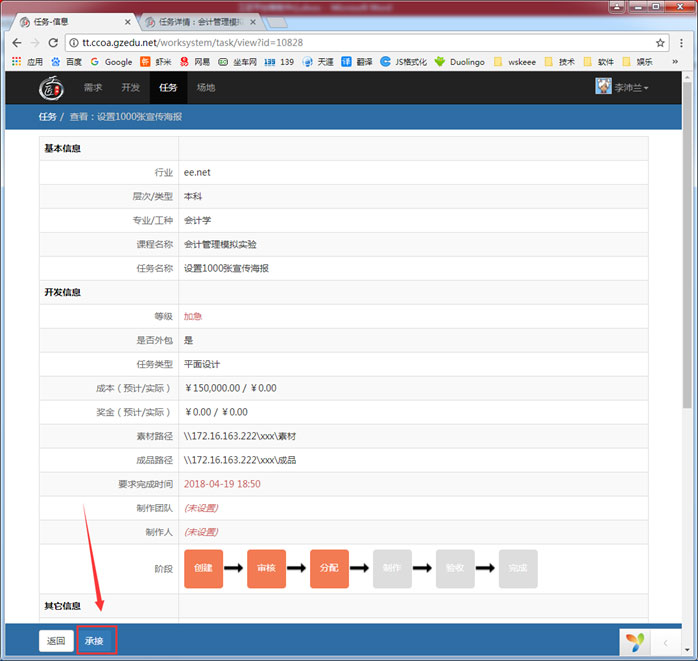 任务-信息
任务详情：会计管理模拟
tt.ccoa.gzedu.net/worksystem/task/view?id=10828
应用 百度 Google 虾米 网易 坐车网 139 139 天涯 翻译 JS格式化 Duolingo wskeee 技术 软件 娱乐 »
需求 开发 任务 场地 李沛兰
任务 / 查看：设置1000张宣传海报
基本信息
行业 ee.net
层次/类型 本科
专业/工种 会计学
课程名称 会计管理模拟实验
任务名称 设置1000张宣传海报
开发信息
等级 加急
是否外包 是
任务类型 平面设计
成本（预计/实际） ￥150,000.00 / ￥0.00
奖金（预计/实际） ￥0.00 / ￥0.00
素材路径 \\172.16.163.222\xxx\素材
成品路径 \\172.16.163.222\xxx\成品
要求完成时间 2018-04-19 18:50
制作团队 (未设置)
制作人 (未设置)
阶段 创建 审核 分配 制作 验收 完成
其它信息
返回 承接